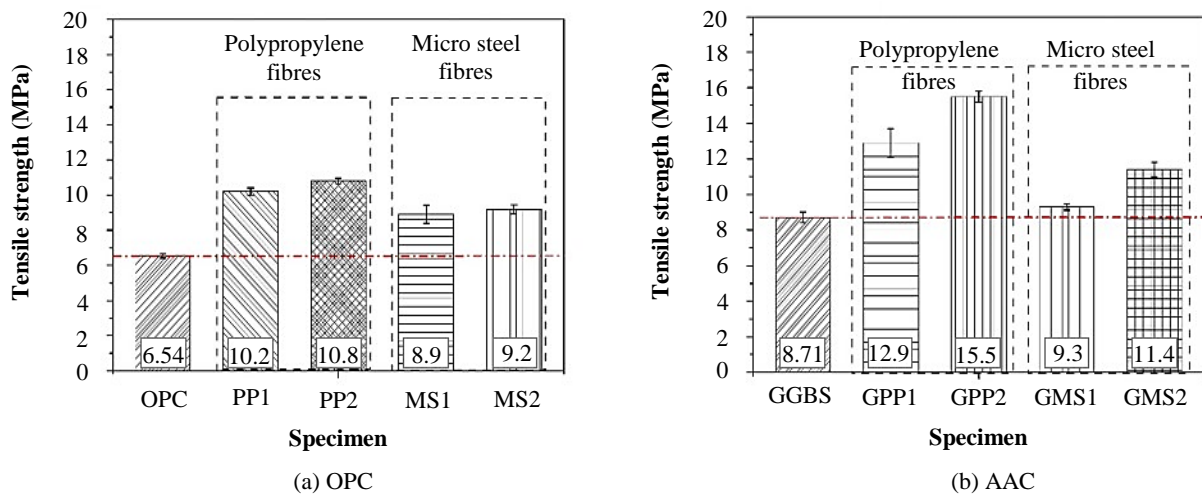 Tensile strength (MPa)
20
18
16
14
12
10
8
6
4
2
0
Polypropylene
fibres
Micro steel
fibres
6.54
10.2
10.8
8.9
9.2
OPC
PP1
PP2
MS1
MS2
Specimen
(a) OPC
Tensile strength (MPa)
20
18
16
14
12
10
8
6
4
2
0
Polypropylene
fibres
Micro steel
fibres
8.71
12.9
15.5
9.3
11.4
GGBS
GPP1
GPP2
GMS1
GMS2
Specimen
(b) AAC